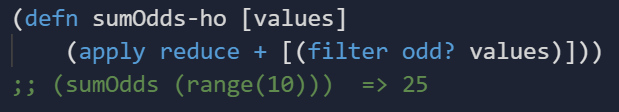 (defn sumOdds-ho [values]
    (apply reduce + [(filter odd? values)]))
;; (sumOdds (range(10)))  => 25